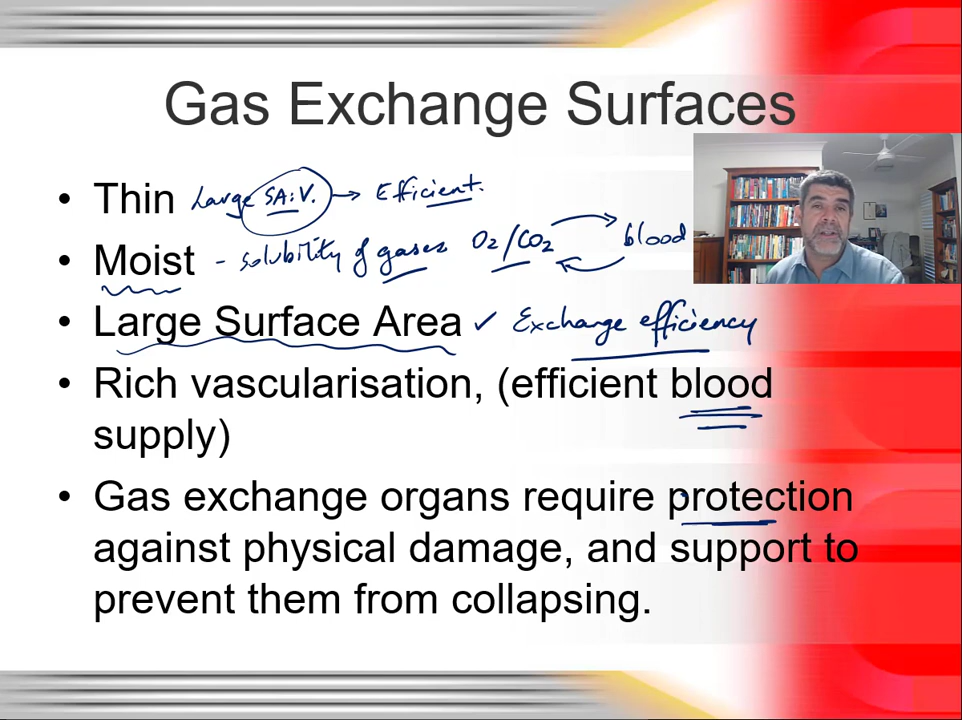 Gas Exchange Surfaces
• Thin Large SA:V. → Efficient.
• Moist - solubility of gases O2/CO2 blood
• Large Surface Area ✓ Exchange efficiency
• Rich vascularisation, (efficient blood
supply)
• Gas exchange organs require protection
against physical damage, and support to
prevent them from collapsing.